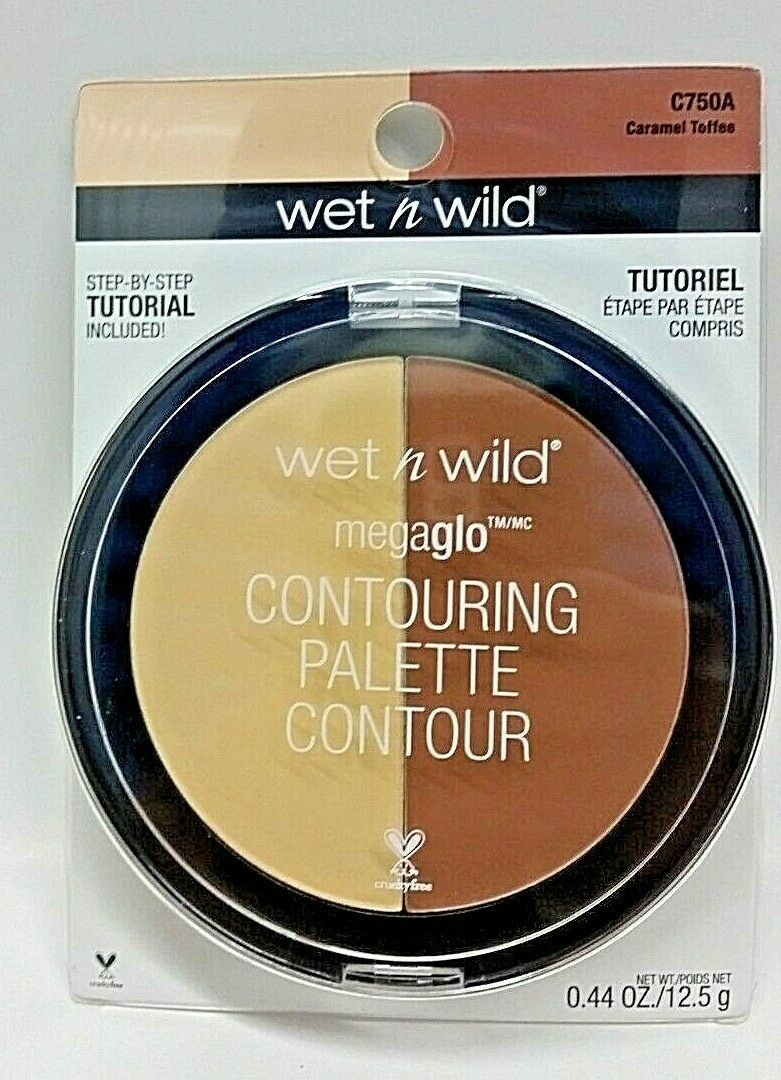 C750A
Caramel Toffee
wet n wild®
STEP-BY-STEP
TUTORIAL
INCLUDED!
TUTORIEL
ÉTAPE PAR ÉTAPE
COMPRIS
wet n wild®
megaglo™/MC
CONTOURING
PALETTE
CONTOUR
crueltyfree
crueltyfree
NET WT./POIDS NET
0.44 OZ./12.5 g